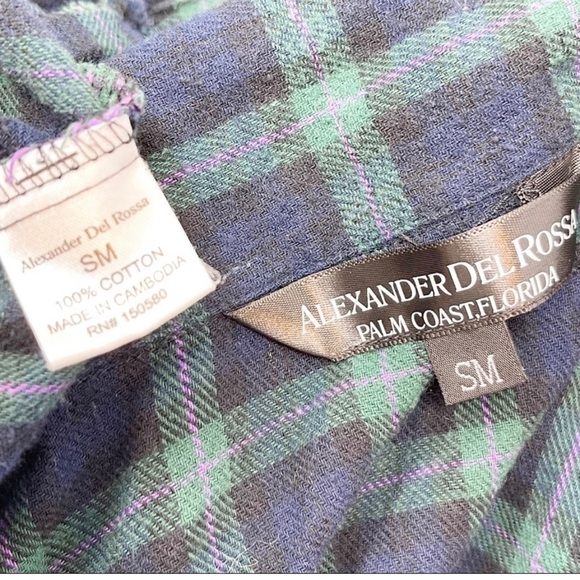 Alexander Del Rossa
SM
100% COTTON
MADE IN CAMBODIA
RN# 150580
ALEXANDER DEL ROSSA
PALM COAST, FLORIDA
SM